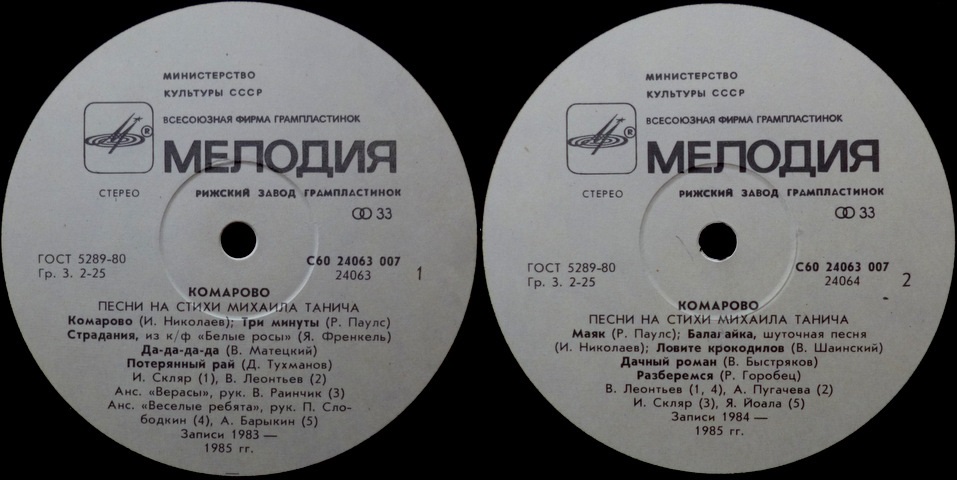 МИНИСТЕРСТВО
КУЛЬТУРЫ СССР
ВСЕСОЮЗНАЯ ФИРМА ГРАМПЛАСТИНОК
®
МЕЛОДИЯ
СТЕРЕО
РИЖСКИЙ ЗАВОД ГРАМПЛАСТИНОК
33
ГОСТ 5289-80
Гр. 3. 2-25
С60 24063 007
24063
1
КОМАРОВО
ПЕСНИ НА СТИХИ МИХАИЛА ТАНИЧА
Комарово (И. Николаев); Три минуты (Р. Паулс)
Страдания, из к/ф «Белые росы» (Я. Френкель)
Да-да-да-да (В. Матецкий)
Потерянный рай (Д. Тухманов)
И. Скляр (1), В. Леонтьев (2)
Анс. «Верасы», рук. В. Раинчик (3)
Анс. «Веселые ребята», рук. П. Сло-
бодкин (4), А. Барыкин (5)
Записи 1983 —
1985 гг.
МИНИСТЕРСТВО
КУЛЬТУРЫ СССР
ВСЕСОЮЗНАЯ ФИРМА ГРАМПЛАСТИНОК
®
МЕЛОДИЯ
СТЕРЕО
РИЖСКИЙ ЗАВОД ГРАМПЛАСТИНОК
33
ГОСТ 5289-80
Гр. 3. 2-25
С60 24063 007
24064
2
КОМАРОВО
ПЕСНИ НА СТИХИ МИХАИЛА ТАНИЧА
Маяк (Р. Паулс); Балалайка, шуточная песня
(И. Николаев); Ловите крокодилов (В. Шаинский)
Дачный роман (В. Быстряков)
Разберемся (Р. Горобец)
В. Леонтьев (1, 4), А. Пугачева (2)
И. Скляр (3), Я. Йоала (5)
Записи 1984 —
1985 гг.